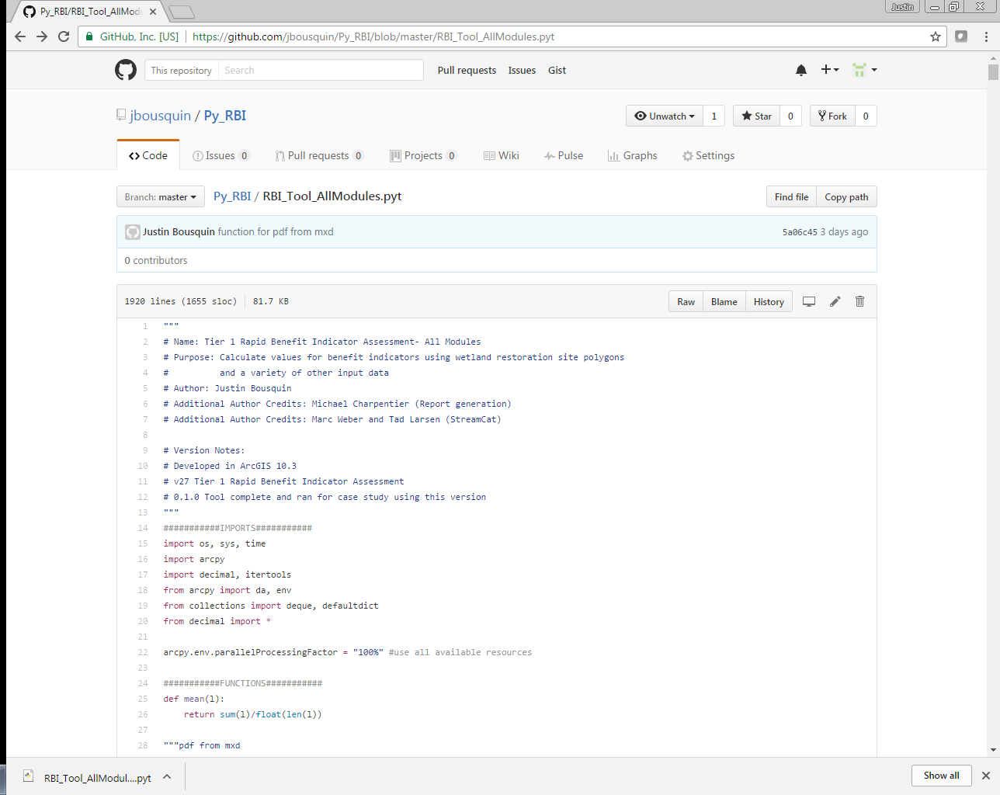 Py_RBI/RBI_Tool_AllMod
Justin
GitHub, Inc. [US] https://github.com/jbousquin/Py_RBI/blob/master/RBI_Tool_AllModules.pyt
This repository Search Pull requests Issues Gist
jbousquin / Py_RBI Unwatch 1 Star 0 Fork 0
Code Issues 0 Pull requests 0 Projects 0 Wiki Pulse Graphs Settings
Branch: master Py_RBI / RBI_Tool_AllModules.pyt Find file Copy path
Justin Bousquin function for pdf from mxd 5a06c45 3 days ago
0 contributors
1920 lines (1655 sloc) 81.7 KB Raw Blame History
1 """
2 # Name: Tier 1 Rapid Benefit Indicator Assessment- All Modules
3 # Purpose: Calculate values for benefit indicators using wetland restoration site polygons
4 # and a variety of other input data
5 # Author: Justin Bousquin
6 # Additional Author Credits: Michael Charpentier (Report generation)
7 # Additional Author Credits: Marc Weber and Tad Larsen (StreamCat)
8
9 # Version Notes:
10 # Developed in ArcGIS 10.3
11 # v27 Tier 1 Rapid Benefit Indicator Assessment
12 # 0.1.0 Tool complete and ran for case study using this version
13 """
14 ###########IMPORTS###########
15 import os, sys, time
16 import arcpy
17 import decimal, itertools
18 from arcpy import da, env
19 from collections import deque, defaultdict
20 from decimal import *
21
22 arcpy.env.parallelProcessingFactor = "100%" #use all available resources
23
24 ###########FUNCTIONS###########
25 def mean(l):
26 return sum(l)/float(len(l))
27
28 """pdf from mxd
RBI_Tool_AllModul....pyt Show all